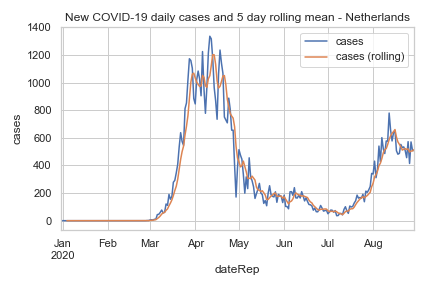 New COVID-19 daily cases and 5 day rolling mean - Netherlands
cases
cases (rolling)
1400
1200
1000
800
600
400
200
0
cases
Jan Feb Mar Apr May Jun Jul Aug
2020
dateRep